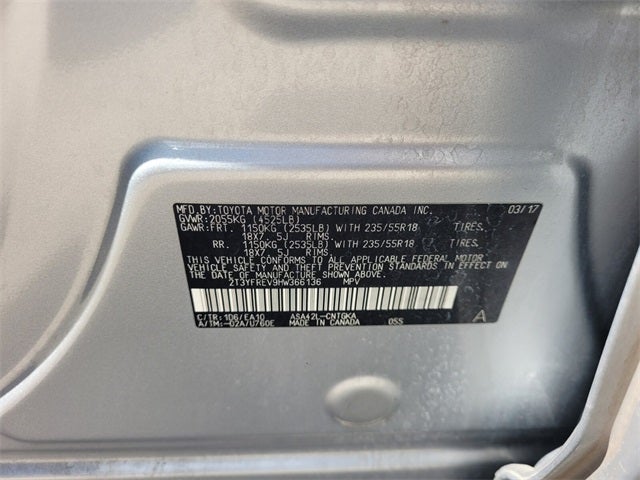 MFD.BY: TOYOTA MOTOR MANUFACTURING CANADA INC. 03/17
GVWR: 2055KG (4525LB)
GAWR: FRT. 1150KG (2535LB) WITH 235/55R18 TIRES.
18X7.5J RIMS.
RR. 1150KG (2535LB) WITH 235/55R18 TIRES.
18X7.5J RIMS.
THIS VEHICLE CONFORMS TO ALL APPLICABLE FEDERAL MOTOR
VEHICLE SAFETY AND THEFT PREVENTION STANDARDS IN EFFECT ON
THE DATE OF MANUFACTURE SHOWN ABOVE.
2T3YFREV9HW366136 MPV
C/TR: 1D6/EA10 ASA42L-CNTGKA
A/TM: -02A/U760E MADE IN CANADA 05S A